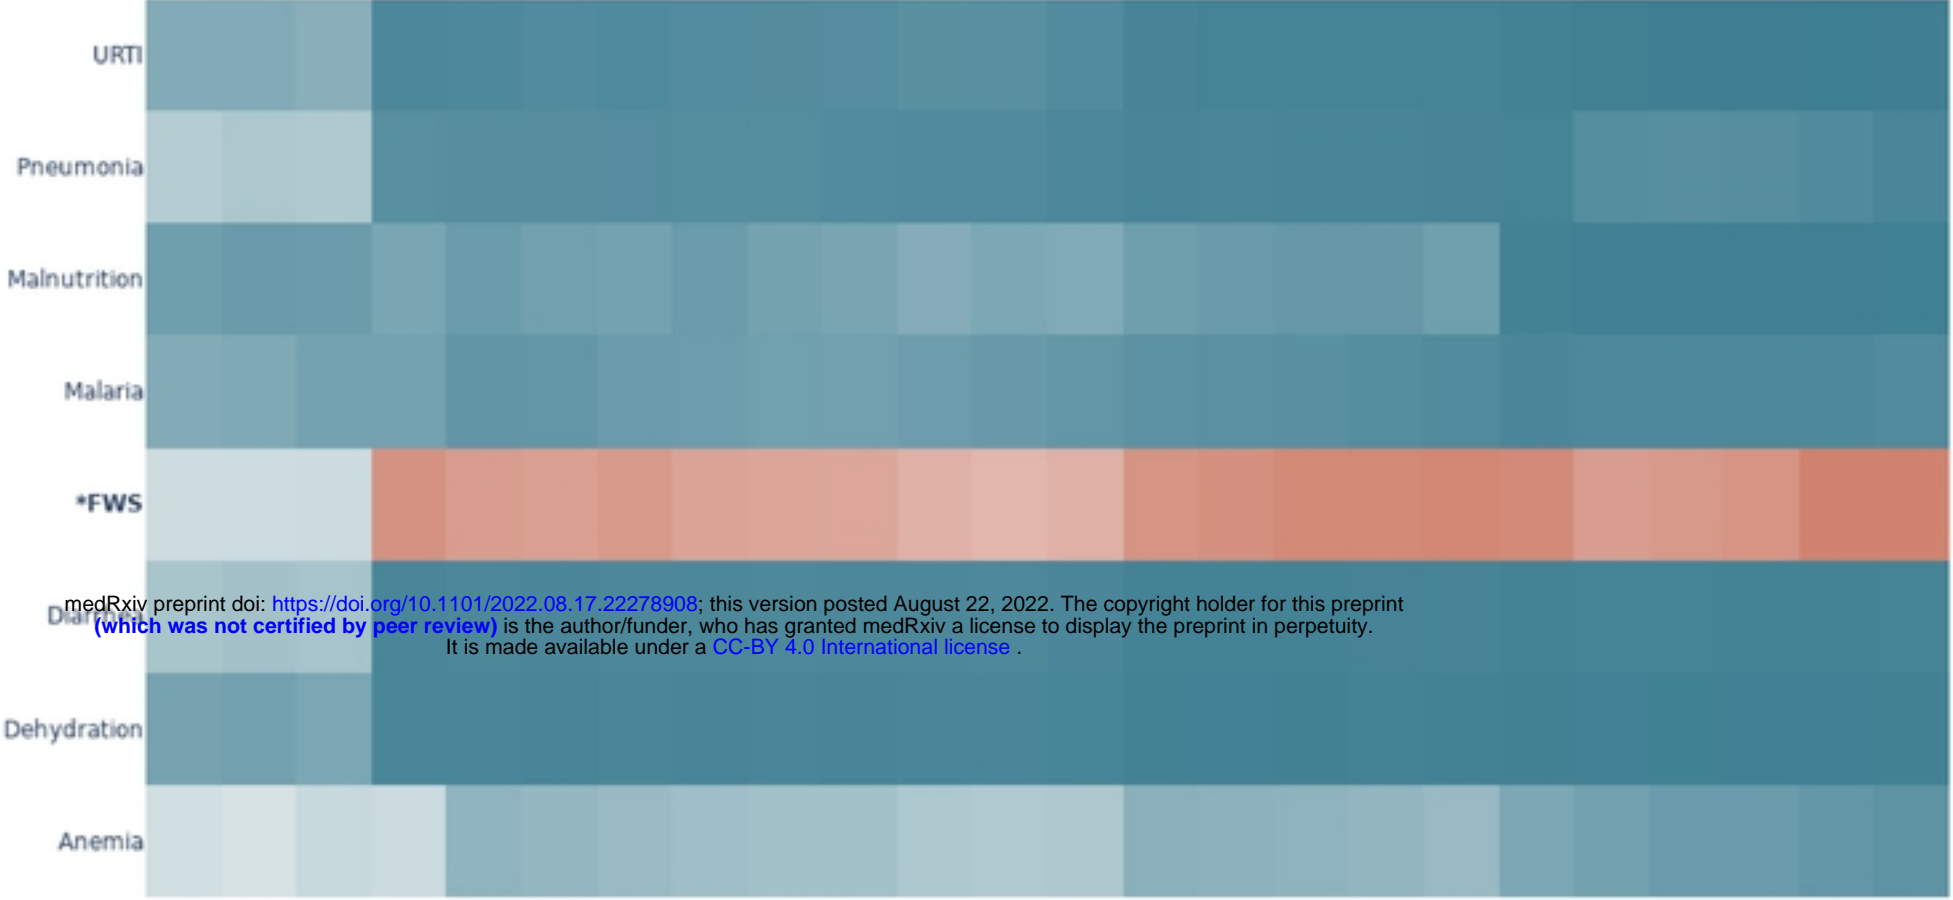 URTI
Pneumonia
Malnutrition
Malaria
*FWS
Diarrhea
medRxiv preprint doi: https://doi.org/10.1101/2022.08.17.22278908; this version posted August 22, 2022. The copyright holder for this preprint
(which was not certified by peer review) is the author/funder, who has granted medRxiv a license to display the preprint in perpetuity.
It is made available under a CC-BY 4.0 International license .
Dehydration
Anemia